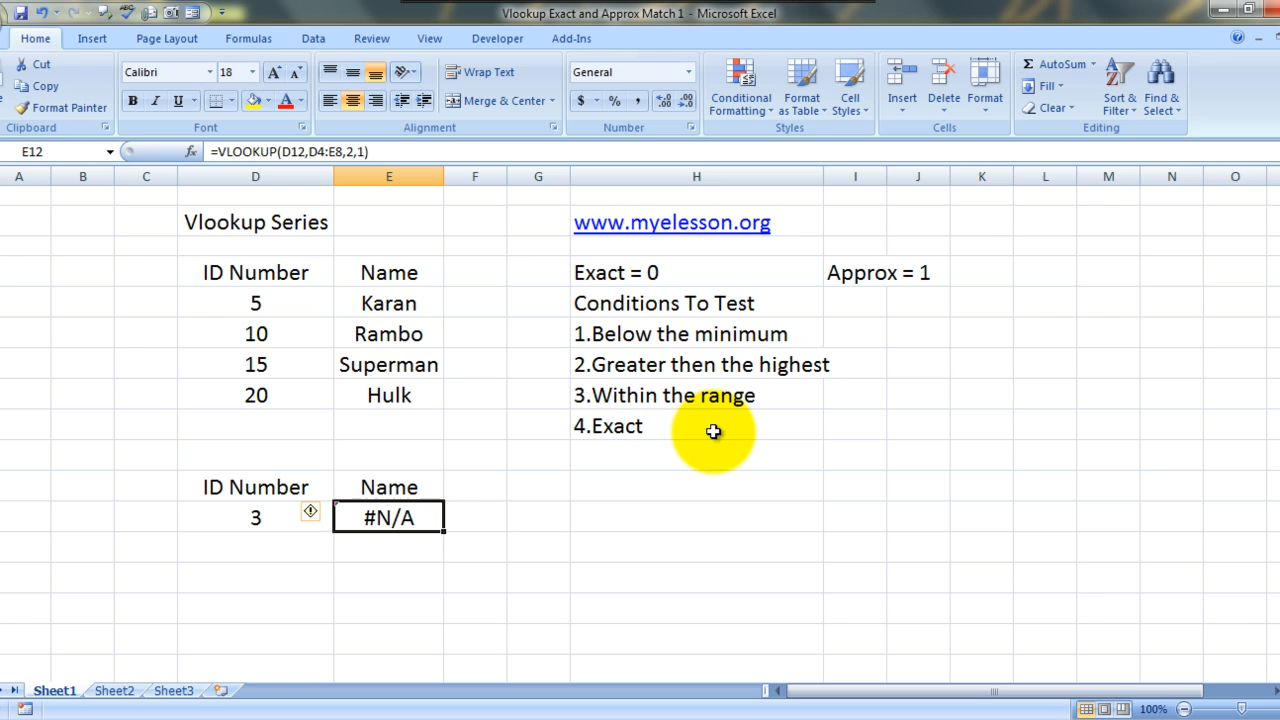 Vlookup Exact and Approx Match 1 - Microsoft Excel
Home Insert Page Layout Formulas Data Review View Developer Add-Ins
Cut
Copy
Format Painter
Clipboard
Calibri 18
B I U
Font
Wrap Text
Merge & Center
Alignment
General
$ % ,
Number
Conditional Formatting
Format as Table
Cell Styles
Styles
Insert
Delete
Format
Cells
AutoSum
Fill
Clear
Sort & Filter
Find & Select
Editing
E12 fx =VLOOKUP(D12,D4:E8,2,1)
A B C D E F G H I J K L M N O
Vlookup Series www.myelesson.org
ID Number Name Exact = 0 Approx = 1
5 Karan Conditions To Test
10 Rambo 1.Below the minimum
15 Superman 2.Greater then the highest
20 Hulk 3.Within the range
4.Exact
ID Number Name
3 #N/A
Sheet1 Sheet2 Sheet3
100%